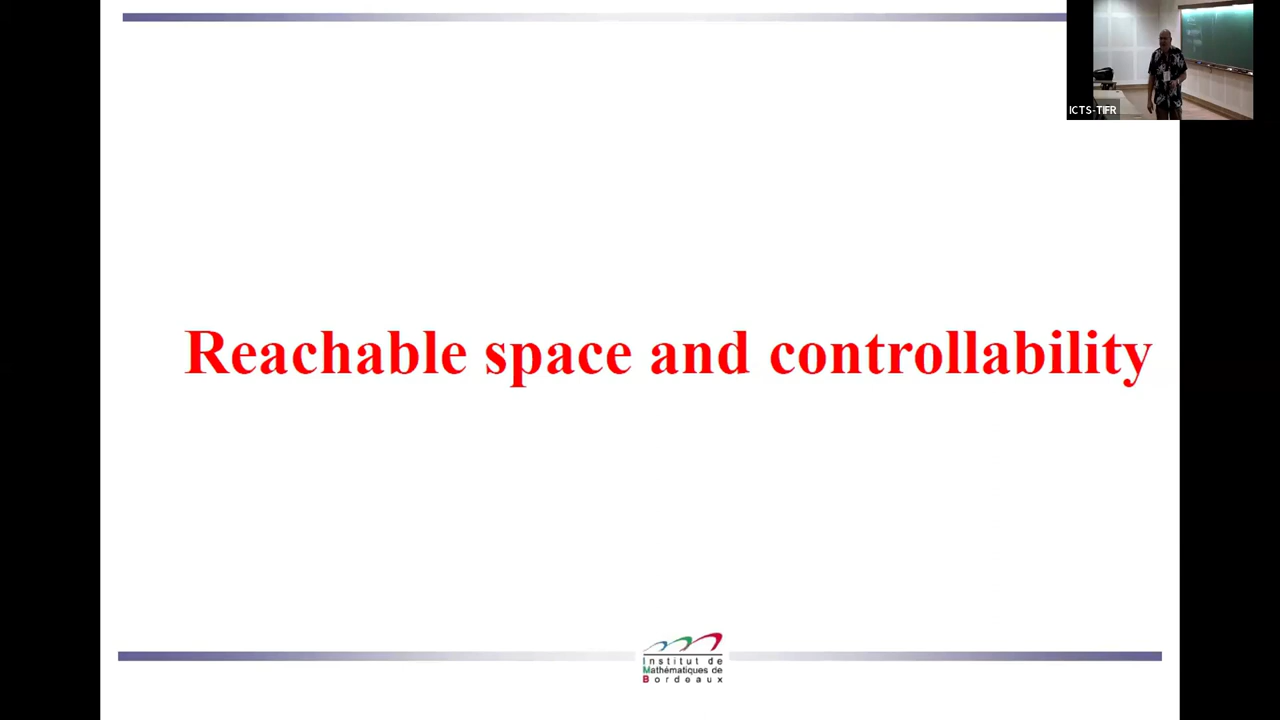 ICTS-TIFR
Reachable space and controllability
Institut de
Mathématiques de
Bordeaux